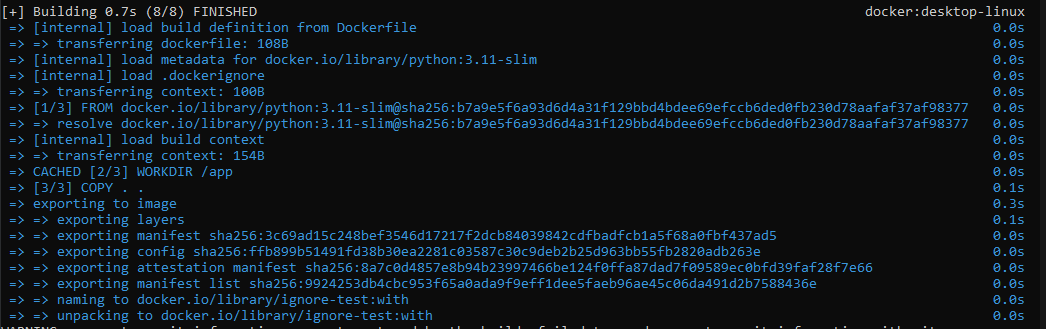 [+] Building 0.7s (8/8) FINISHED docker:desktop-linux
=> [internal] load build definition from Dockerfile 0.0s
=> => transferring dockerfile: 108B 0.0s
=> [internal] load metadata for docker.io/library/python:3.11-slim 0.0s
=> [internal] load .dockerignore 0.0s
=> => transferring context: 100B 0.0s
=> [1/3] FROM docker.io/library/python:3.11-slim@sha256:b7a9e5f6a93d6d4a31f129bbd4bdee69efccb6ded0fb230d78aafaf37af98377 0.0s
=> => resolve docker.io/library/python:3.11-slim@sha256:b7a9e5f6a93d6d4a31f129bbd4bdee69efccb6ded0fb230d78aafaf37af98377 0.0s
=> [internal] load build context 0.0s
=> => transferring context: 154B 0.0s
=> CACHED [2/3] WORKDIR /app 0.0s
=> [3/3] COPY . . 0.1s
=> exporting to image 0.3s
=> => exporting layers 0.1s
=> => exporting manifest sha256:3c69ad15c248bef3546d17217f2dcb84039842cdfbadfcb1a5f68a0fbf437ad5 0.0s
=> => exporting config sha256:ffb899b51491fd38b30ea2281c03587c30c9deb2b25d963bb55fb2820adb263e 0.0s
=> => exporting attestation manifest sha256:8a7c0d4857e8b94b23997466be124f0ffa87dad7f09589ec0bfd39faf28f7e66 0.0s
=> => exporting manifest list sha256:9924253db4cbc953f65a0ada9f9eff1dee5faeb96ae45c06da491d2b7588436e 0.0s
=> => naming to docker.io/library/ignore-test:with 0.0s
=> => unpacking to docker.io/library/ignore-test:with 0.0s